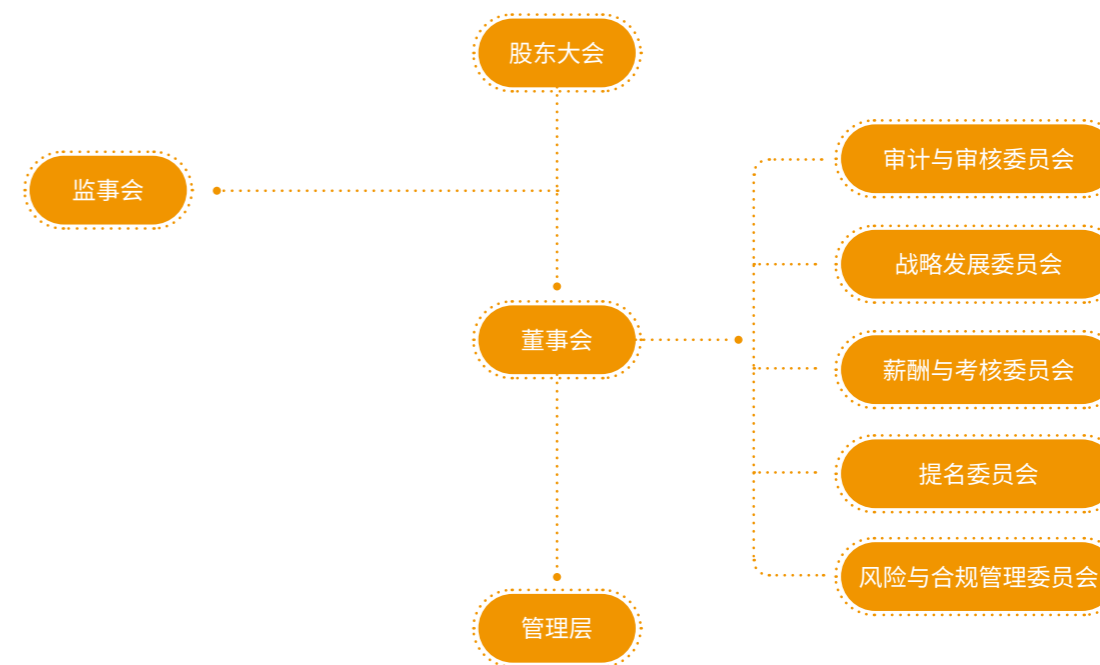 股东大会
监事会
审计与审核委员会
战略发展委员会
董事会
薪酬与考核委员会
提名委员会
风险与合规管理委员会
管理层